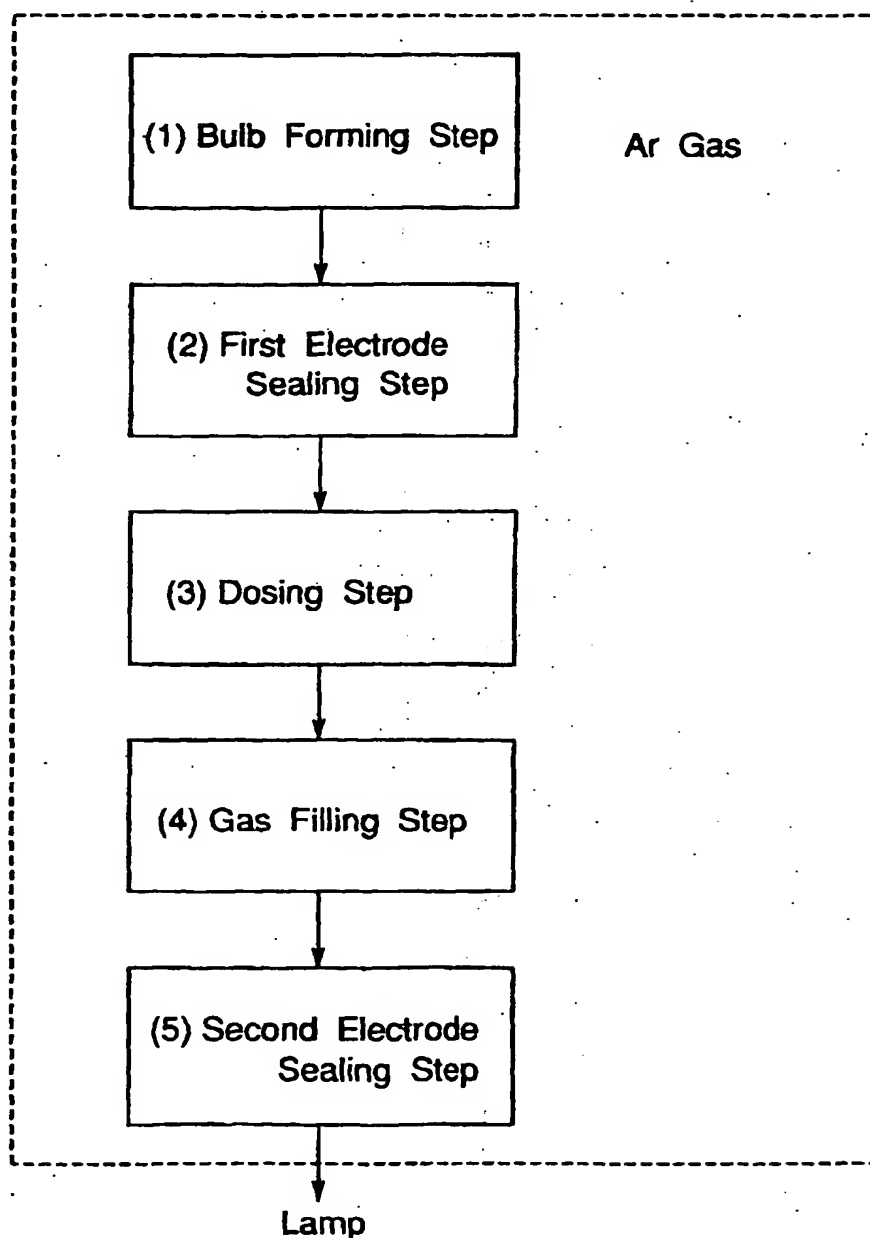 (1) Bulb Forming Step
Ar Gas
(2) First Electrode
Sealing Step
(3) Dosing Step
(4) Gas Filling Step
(5) Second Electrode
Sealing Step
Lamp